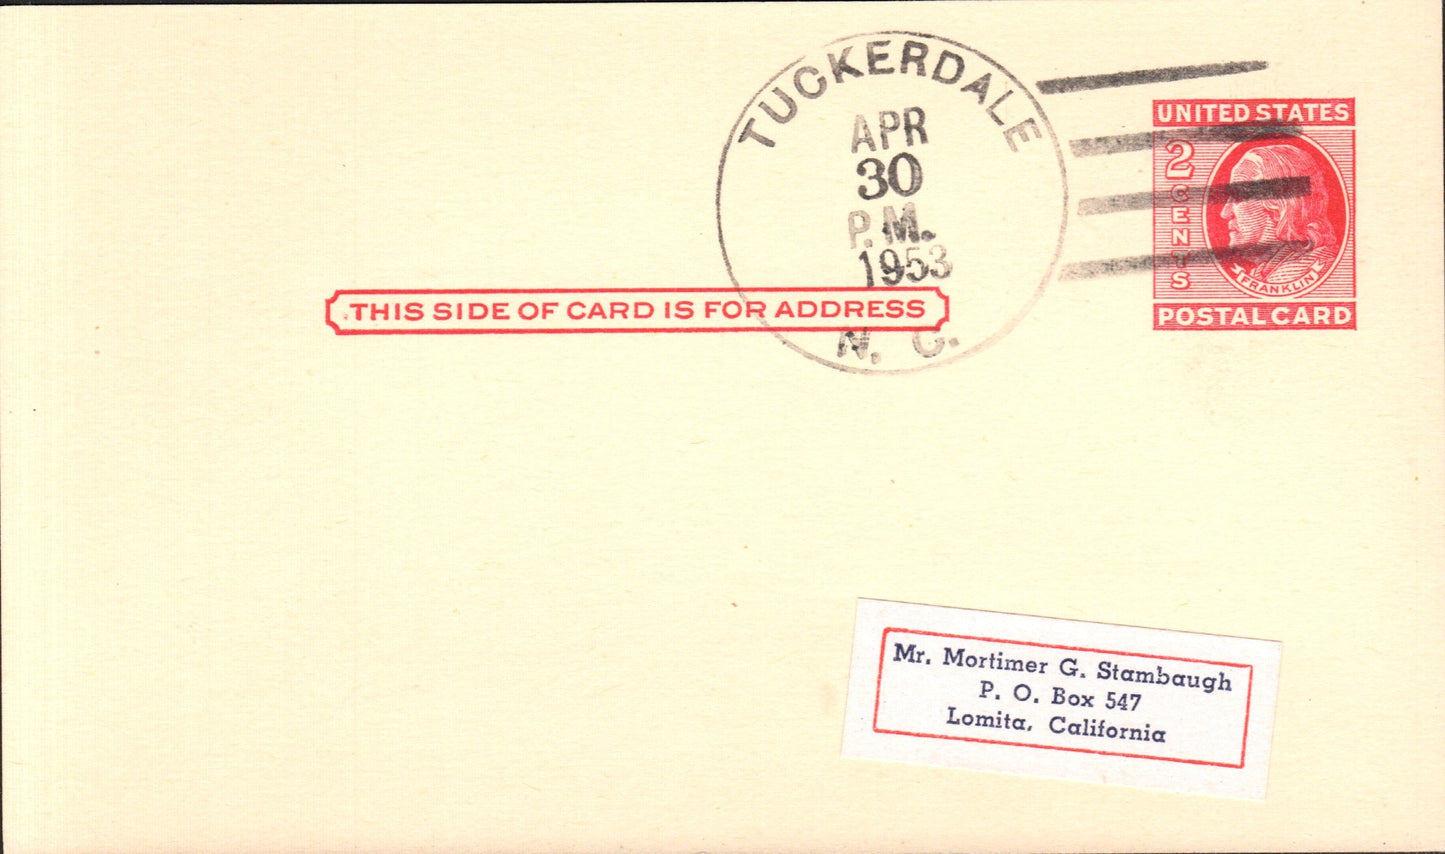 TUCKERDALE
APR
30
P.M.
1953
N. C.
UNITED STATES
2 CENTS
FRANKLIN
POSTAL CARD
THIS SIDE OF CARD IS FOR ADDRESS
Mr. Mortimer G. Stambaugh
P. O. Box 547
Lomita, California